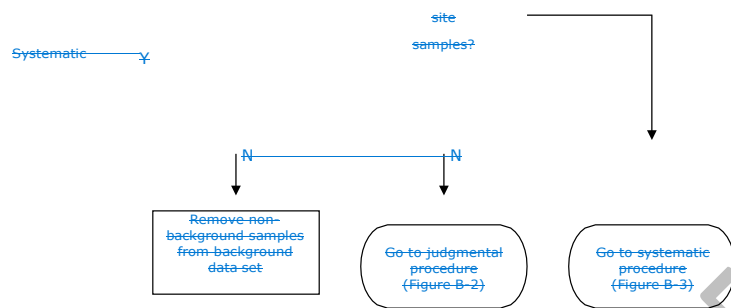 site
samples?
Systematic Y
N N
Remove non-
background samples
from background
data set
Go to judgmental
procedure
(Figure B-2)
Go to systematic
procedure
(Figure B-3)